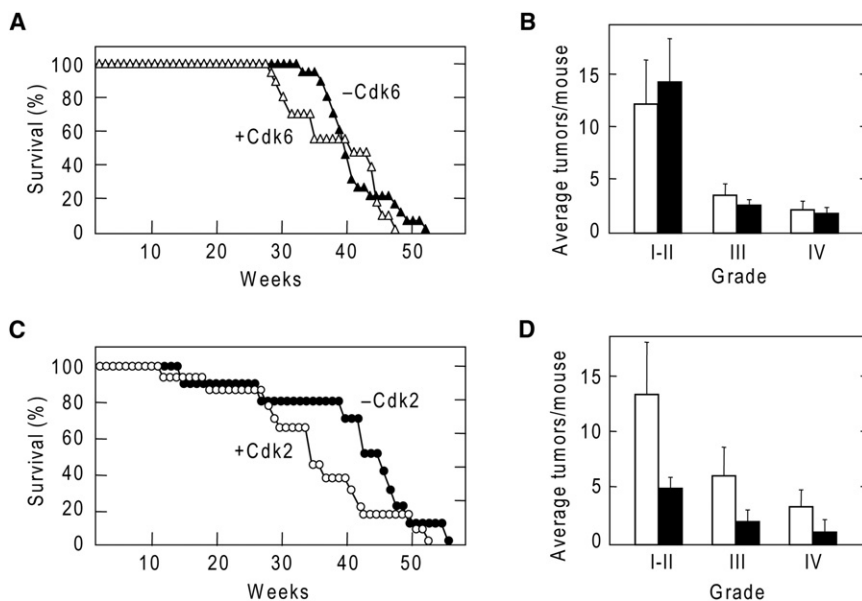 A
Survival (%)
100
80
60
40
20
0
–Cdk6
+Cdk6
10 20 30 40 50
Weeks
B
Average tumors/mouse
15
10
5
0
I-II III IV
Grade
C
Survival (%)
100
80
60
40
20
0
–Cdk2
+Cdk2
10 20 30 40 50
Weeks
D
Average tumors/mouse
15
10
5
0
I-II III IV
Grade